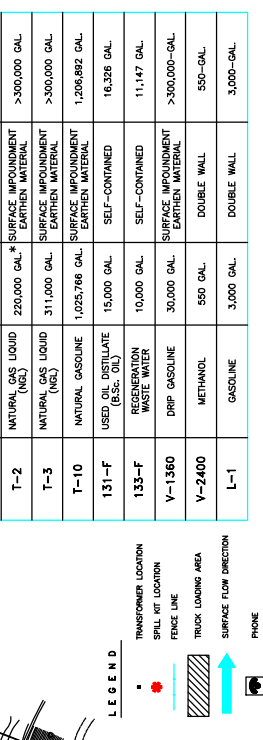 T-2 NATURAL GAS LIQUID (NGL) 220,000 GAL.* SURFACE IMPOUNDMENT EARTHEN MATERIAL >300,000 GAL.
T-3 NATURAL GAS LIQUID (NGL) 311,000 GAL. SURFACE IMPOUNDMENT EARTHEN MATERIAL >300,000 GAL.
T-10 NATURAL GASOLINE 1,025,766 GAL. SURFACE IMPOUNDMENT EARTHEN MATERIAL 1,206,892 GAL.
131-F USED OIL DISTILLATE (B.Sc. OIL) 15,000 GAL. SELF-CONTAINED 16,326 GAL.
133-F REGENERATION WASTE WATER 10,000 GAL. SELF-CONTAINED 11,147 GAL.
V-1360 DRIP GASOLINE 30,000 GAL. SURFACE IMPOUNDMENT EARTHEN MATERIAL >300,000-GAL.
V-2400 METHANOL 550 GAL. DOUBLE WALL 550-GAL.
L-1 GASOLINE 3,000 GAL. DOUBLE WALL 3,000-GAL.
LEGEND
TRANSFORMER LOCATION
SPILL KIT LOCATION
FENCE LINE
TRUCK LOADING AREA
SURFACE FLOW DIRECTION
PHONE